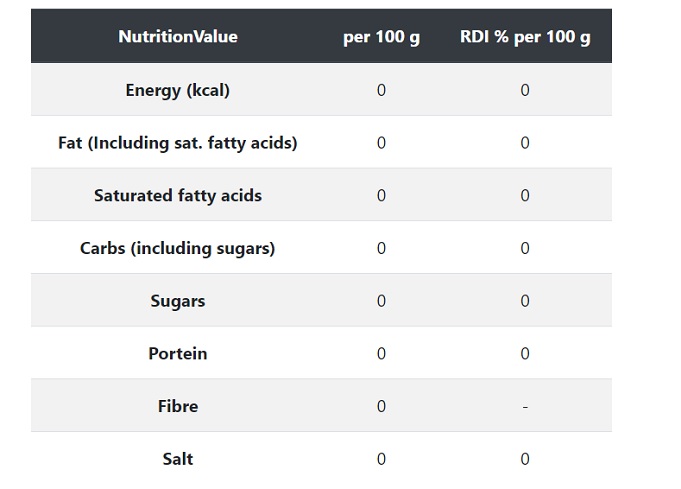 NutritionValue per 100 g RDI % per 100 g
Energy (kcal) 0 0
Fat (Including sat. fatty acids) 0 0
Saturated fatty acids 0 0
Carbs (including sugars) 0 0
Sugars 0 0
Portein 0 0
Fibre 0 -
Salt 0 0